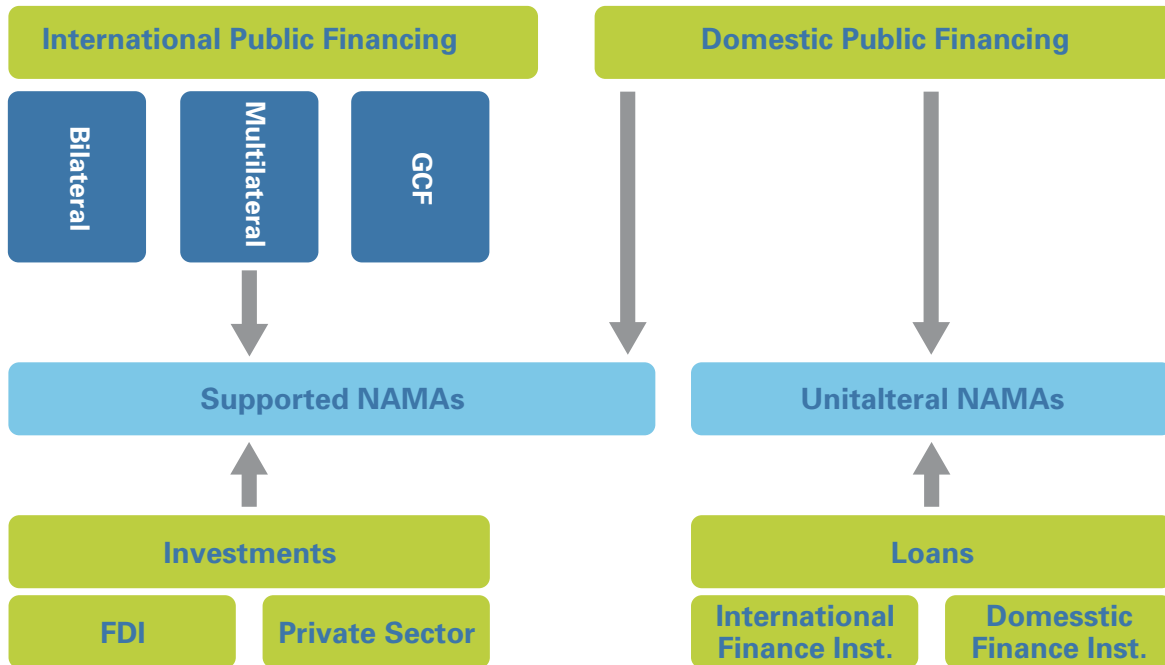 International Public Financing
Domestic Public Financing
Bilateral
Multilateral
GCF
Supported NAMAs
Unitalteral NAMAs
Investments
Loans
FDI
Private Sector
International
Finance Inst.
Domesstic
Finance Inst.